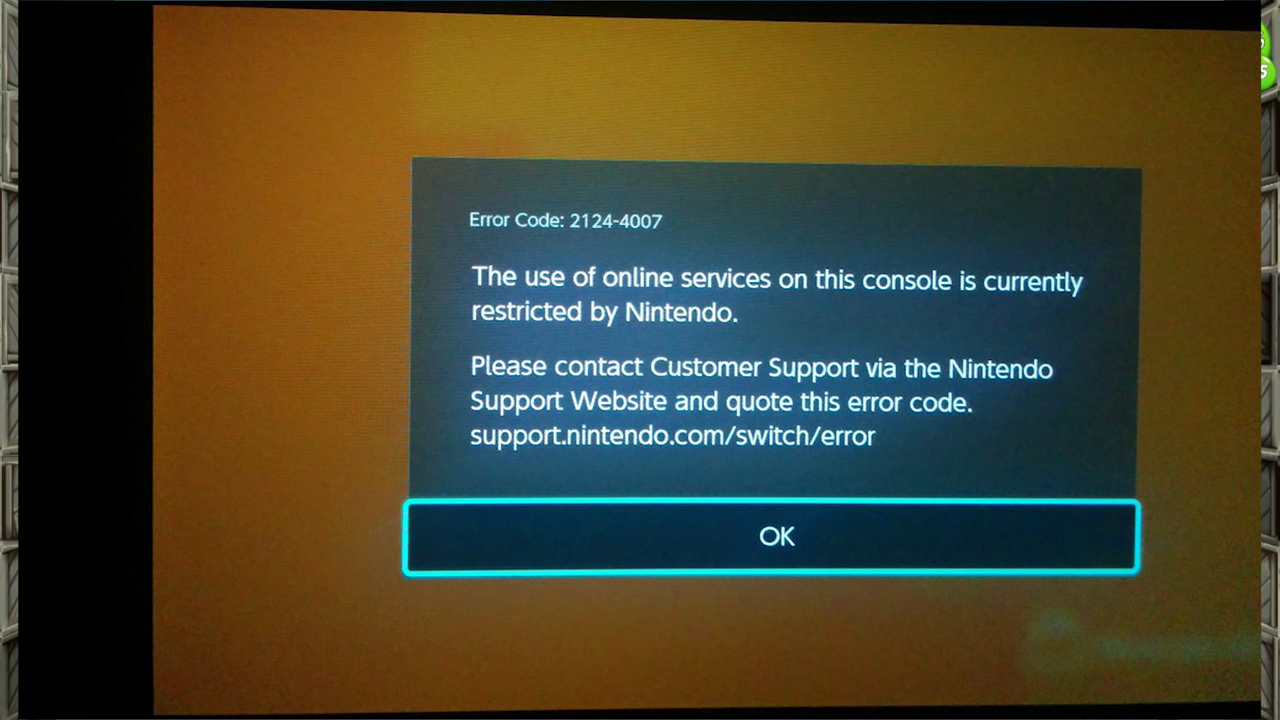 Error Code: 2124-4007
The use of online services on this console is currently
restricted by Nintendo.
Please contact Customer Support via the Nintendo
Support Website and quote this error code.
support.nintendo.com/switch/error
OK
5